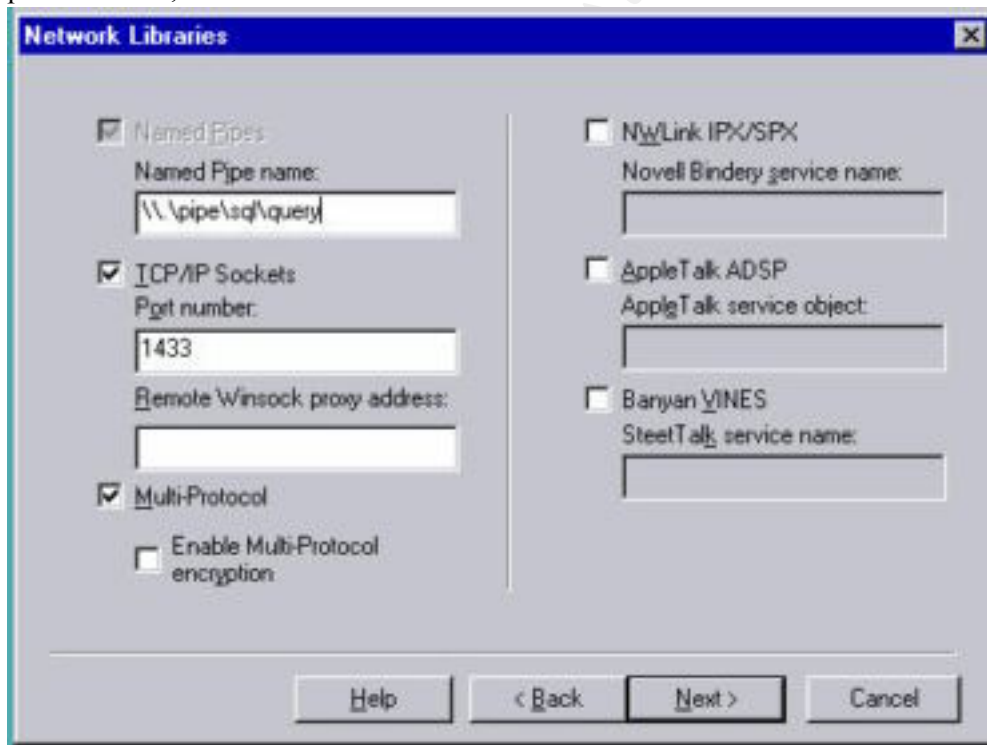 Network Libraries
Named Pipes
Named Pipe name:
\\.\pipe\sql\query
TCP/IP Sockets
Port number:
1433
Remote Winsock proxy address:
Multi-Protocol
Enable Multi-Protocol
encryption
NWLink IPX/SPX
Novell Bindery service name:
AppleTalk ADSP
AppleTalk service object:
Banyan VINES
SteetTalk service name:
Help
< Back
Next >
Cancel